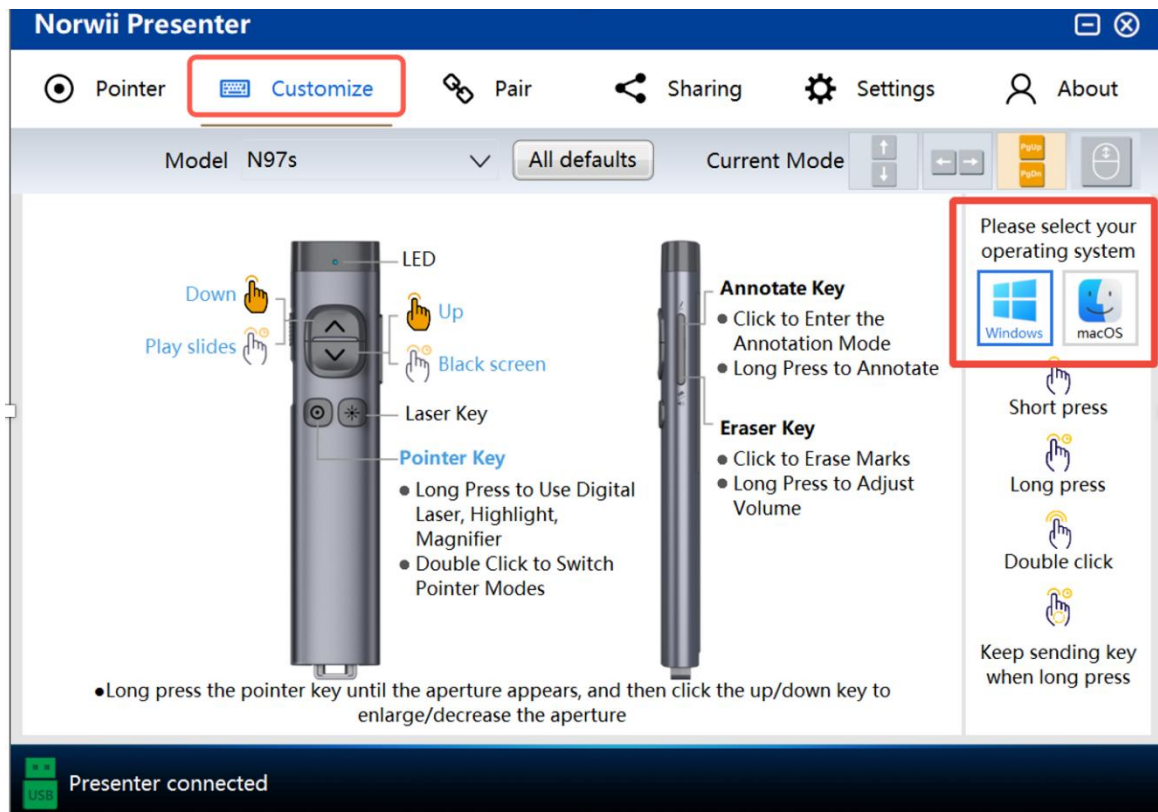 Norwii Presenter
Pointer
Customize
Pair
Sharing
Settings
About
Model N97s
All defaults
Current Mode
PgUp
PgDn
LED
Down
Play slides
Up
Black screen
Laser Key
Pointer Key
● Long Press to Use Digital
Laser, Highlight,
Magnifier
● Double Click to Switch
Pointer Modes
Annotate Key
● Click to Enter the
Annotation Mode
● Long Press to Annotate
Eraser Key
● Click to Erase Marks
● Long Press to Adjust
Volume
Please select your
operating system
Windows
macOS
Short press
Long press
Double click
Keep sending key
when long press
●Long press the pointer key until the aperture appears, and then click the up/down key to
enlarge/decrease the aperture
USB
Presenter connected